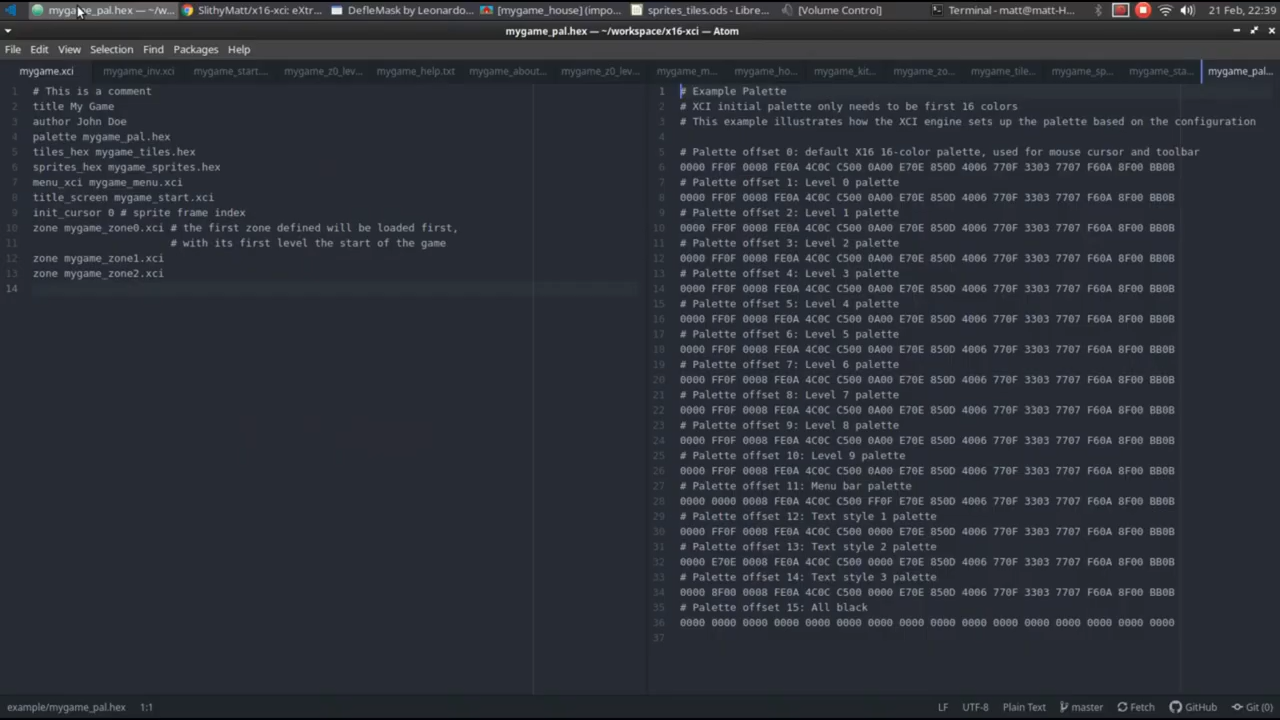 mygame_pal.hex — ~/w... SlithyMatt/x16-xci: eXtr... DefleMask by Leonardo... [mygame_house] (impo... sprites_tiles.ods - Libre... [Volume Control] Terminal - matt@matt-H... 21 Feb, 22:39
mygame_pal.hex — ~/workspace/x16-xci — Atom
File Edit View Selection Find Packages Help
mygame.xci mygame_inv.xci mygame_start... mygame_z0_lev... mygame_help.txt mygame_about... mygame_z0_lev... mygame_m... mygame_ho... mygame_kit... mygame_zo... mygame_tile... mygame_sp... mygame_sta... mygame_pal...
1 # This is a comment
2 title My Game
3 author John Doe
4 palette mygame_pal.hex
5 tiles_hex mygame_tiles.hex
6 sprites_hex mygame_sprites.hex
7 menu_xci mygame_menu.xci
8 title_screen mygame_start.xci
9 init_cursor 0 # sprite frame index
10 zone mygame_zone0.xci # the first zone defined will be loaded first,
11 # with its first level the start of the game
12 zone mygame_zone1.xci
13 zone mygame_zone2.xci
14
1 # Example Palette
2 # XCI initial palette only needs to be first 16 colors
3 # This example illustrates how the XCI engine sets up the palette based on the configuration
4
5 # Palette offset 0: default X16 16-color palette, used for mouse cursor and toolbar
6 0000 FF0F 0008 FE0A 4C0C C500 0A00 E70E 850D 4006 770F 3303 7707 F60A 8F00 BB0B
7 # Palette offset 1: Level 0 palette
8 0000 FF0F 0008 FE0A 4C0C C500 0A00 E70E 850D 4006 770F 3303 7707 F60A 8F00 BB0B
9 # Palette offset 2: Level 1 palette
10 0000 FF0F 0008 FE0A 4C0C C500 0A00 E70E 850D 4006 770F 3303 7707 F60A 8F00 BB0B
11 # Palette offset 3: Level 2 palette
12 0000 FF0F 0008 FE0A 4C0C C500 0A00 E70E 850D 4006 770F 3303 7707 F60A 8F00 BB0B
13 # Palette offset 4: Level 3 palette
14 0000 FF0F 0008 FE0A 4C0C C500 0A00 E70E 850D 4006 770F 3303 7707 F60A 8F00 BB0B
15 # Palette offset 5: Level 4 palette
16 0000 FF0F 0008 FE0A 4C0C C500 0A00 E70E 850D 4006 770F 3303 7707 F60A 8F00 BB0B
17 # Palette offset 6: Level 5 palette
18 0000 FF0F 0008 FE0A 4C0C C500 0A00 E70E 850D 4006 770F 3303 7707 F60A 8F00 BB0B
19 # Palette offset 7: Level 6 palette
20 0000 FF0F 0008 FE0A 4C0C C500 0A00 E70E 850D 4006 770F 3303 7707 F60A 8F00 BB0B
21 # Palette offset 8: Level 7 palette
22 0000 FF0F 0008 FE0A 4C0C C500 0A00 E70E 850D 4006 770F 3303 7707 F60A 8F00 BB0B
23 # Palette offset 9: Level 8 palette
24 0000 FF0F 0008 FE0A 4C0C C500 0A00 E70E 850D 4006 770F 3303 7707 F60A 8F00 BB0B
25 # Palette offset 10: Level 9 palette
26 0000 FF0F 0008 FE0A 4C0C C500 0A00 E70E 850D 4006 770F 3303 7707 F60A 8F00 BB0B
27 # Palette offset 11: Menu bar palette
28 0000 0000 0008 FE0A 4C0C C500 FF0F E70E 850D 4006 770F 3303 7707 F60A 8F00 BB0B
29 # Palette offset 12: Text style 1 palette
30 0000 FF0F 0008 FE0A 4C0C C500 0000 E70E 850D 4006 770F 3303 7707 F60A 8F00 BB0B
31 # Palette offset 13: Text style 2 palette
32 0000 E70E 0008 FE0A 4C0C C500 0000 E70E 850D 4006 770F 3303 7707 F60A 8F00 BB0B
33 # Palette offset 14: Text style 3 palette
34 0000 8F00 0008 FE0A 4C0C C500 0000 E70E 850D 4006 770F 3303 7707 F60A 8F00 BB0B
35 # Palette offset 15: All black
36 0000 0000 0000 0000 0000 0000 0000 0000 0000 0000 0000 0000 0000 0000 0000 0000
37
example/mygame_pal.hex 1:1 LF UTF-8 Plain Text master Fetch GitHub Git (0)